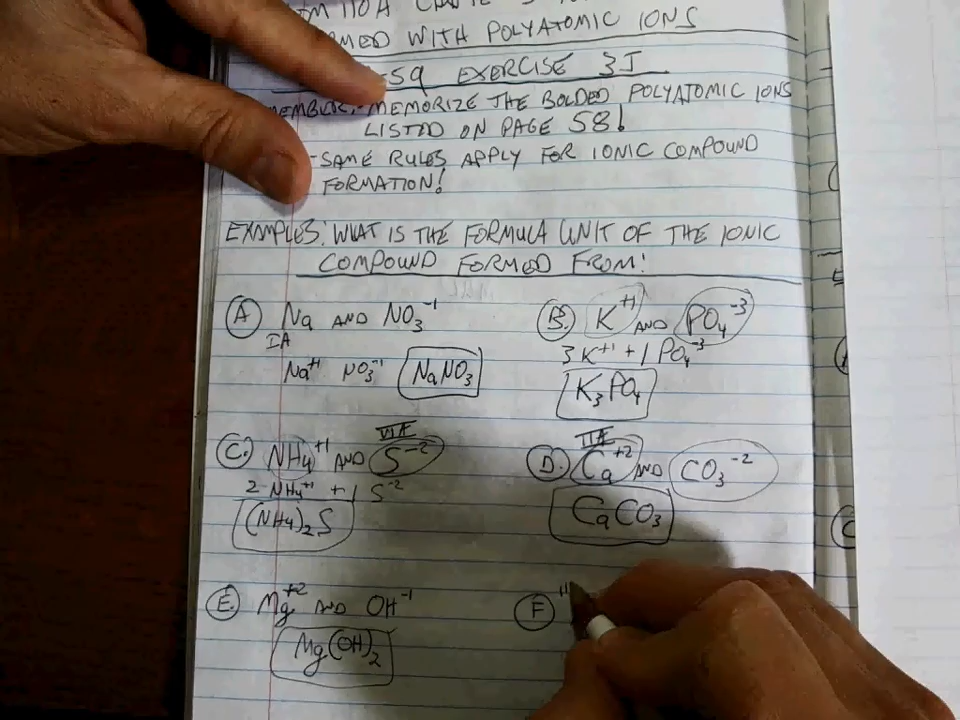 110A
WITH POLYATOMIC IONS
59 EXERCISE 3J
MEMORIZE THE BOLDED POLYATOMIC IONS
LISTED ON PAGE 58!
-SAME RULES APPLY FOR IONIC COMPOUND
FORMATION!
EXAMPLES: WHAT IS THE FORMULA UNIT OF THE IONIC
COMPOUND FORMED FROM:
A Na AND NO3-1
IA
Na+1 NO3-1 NaNO3
B. K+1 AND PO4-3
3K+1 + 1 PO4-3
K3PO4
C. NH4+1 AND S-2
VIA
2 NH4+1 + 1 S-2
(NH4)2S
D. Ca+2 AND CO3-2
IIA
CaCO3
E. Mg+2 AND OH-1
Mg(OH)2
F